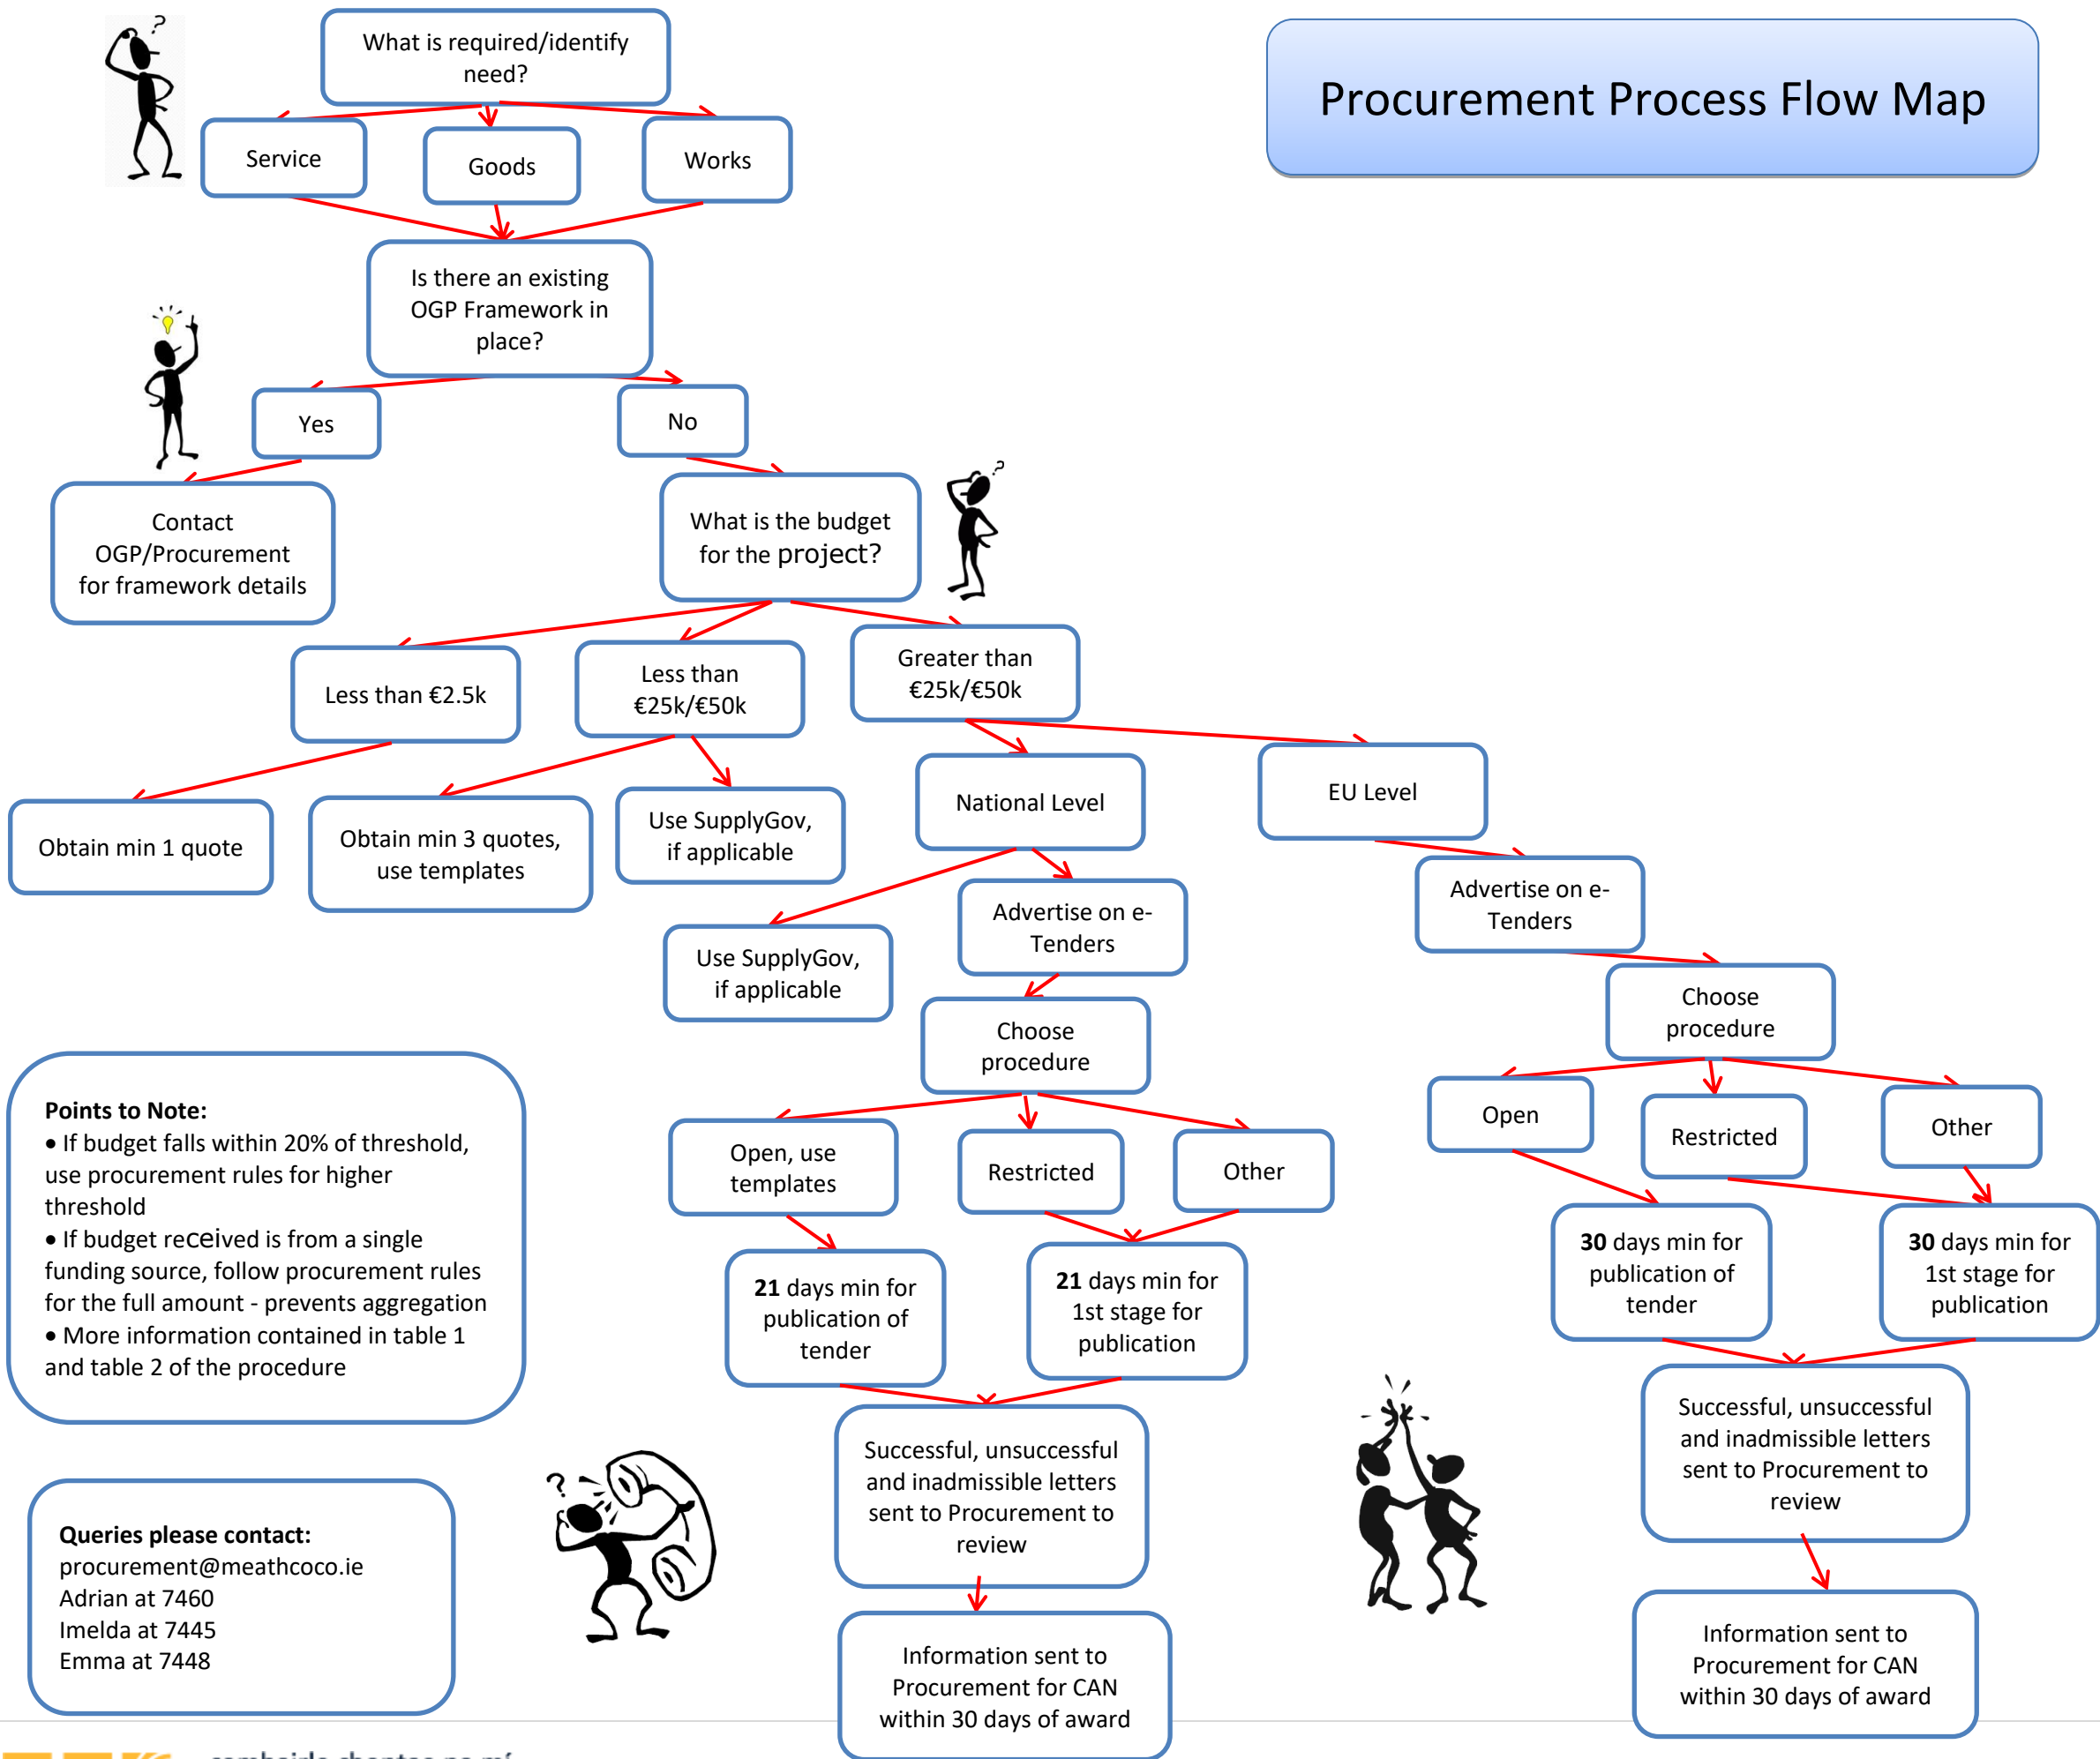 Procurement Process Flow Map
What is required/identify
need?
Service
Goods
Works
Is there an existing
OGP Framework in
place?
Yes
No
Contact
OGP/Procurement
for framework details
What is the budget
for the project?
Less than €2.5k
Less than
€25k/€50k
Greater than
€25k/€50k
Obtain min 1 quote
Obtain min 3 quotes,
use templates
Use SupplyGov,
if applicable
National Level
EU Level
Use SupplyGov,
if applicable
Advertise on e-
Tenders
Advertise on e-
Tenders
Choose
procedure
Choose
procedure
Open, use
templates
Restricted
Other
Open
Restricted
Other
21 days min for
publication of
tender
21 days min for
1st stage for
publication
30 days min for
publication of
tender
30 days min for
1st stage for
publication
Successful, unsuccessful
and inadmissible letters
sent to Procurement to
review
Successful, unsuccessful
and inadmissible letters
sent to Procurement to
review
Information sent to
Procurement for CAN
within 30 days of award
Information sent to
Procurement for CAN
within 30 days of award
Points to Note:
• If budget falls within 20% of threshold,
use procurement rules for higher
threshold
• If budget received is from a single
funding source, follow procurement rules
for the full amount - prevents aggregation
• More information contained in table 1
and table 2 of the procedure
Queries please contact:
procurement@meathcoco.ie
Adrian at 7460
Imelda at 7445
Emma at 7448
?
?
?